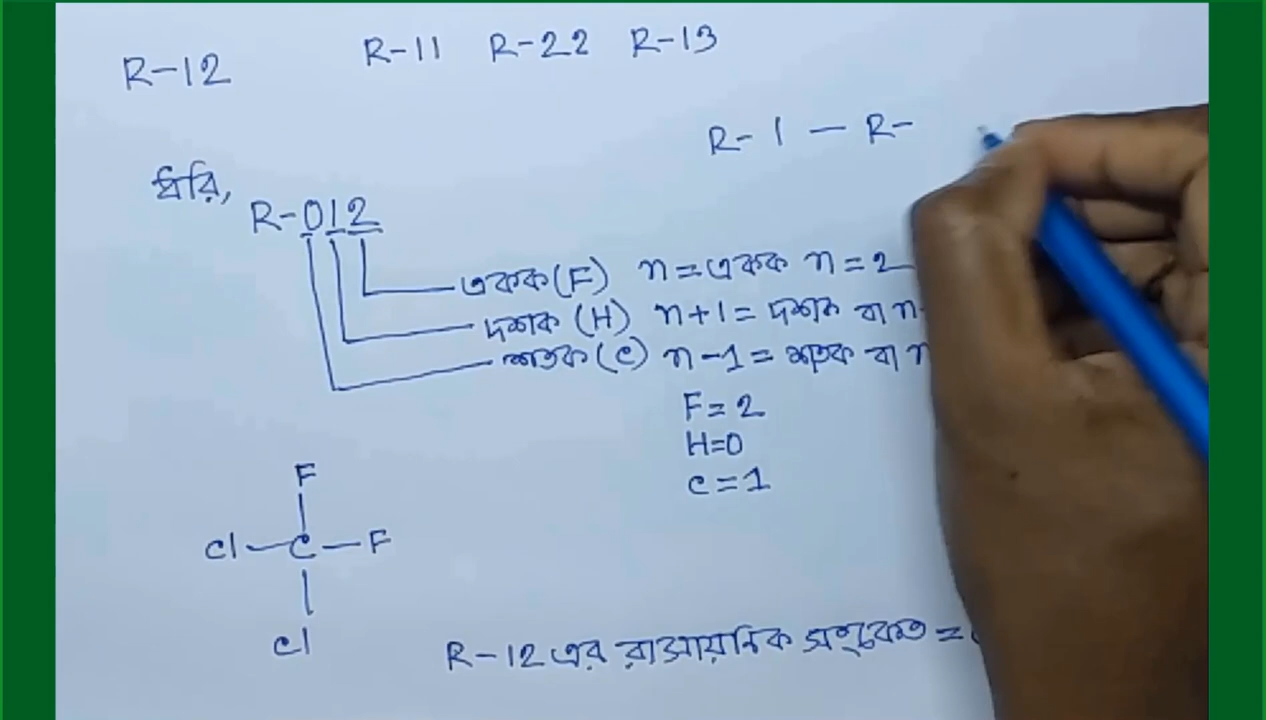 R-12 R-11 R-22 R-13
R- 1 — R-
ধরি,
R-012
একক (F) n = একক n = 2
দশক (H) n+1 = দশক বা n
শতক (C) n-1 = শতক বা n
F = 2
H=0
C = 1
F
Cl C F
Cl
R-12 এর রাসায়নিক সংকেত =